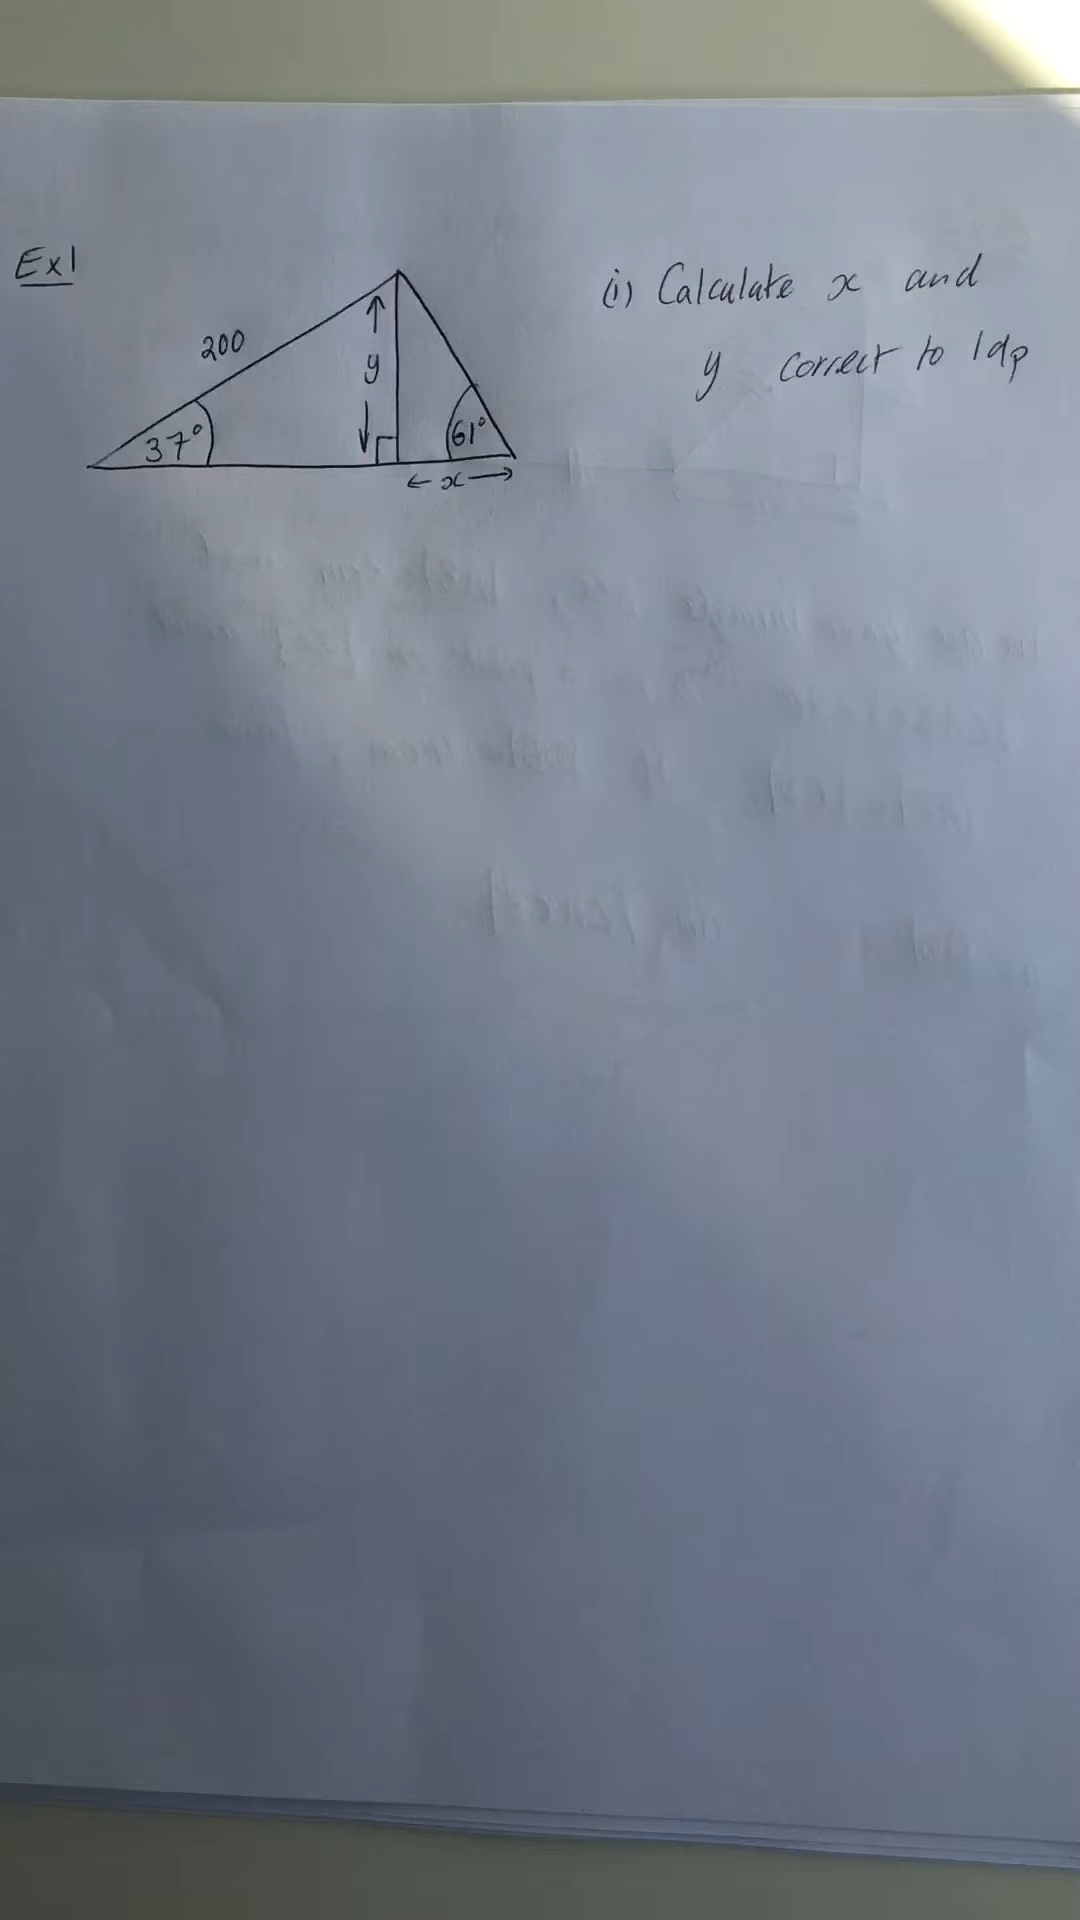 Ex1
(i) Calculate x and
y correct to 1dp
200
y
37°
61°
← x →